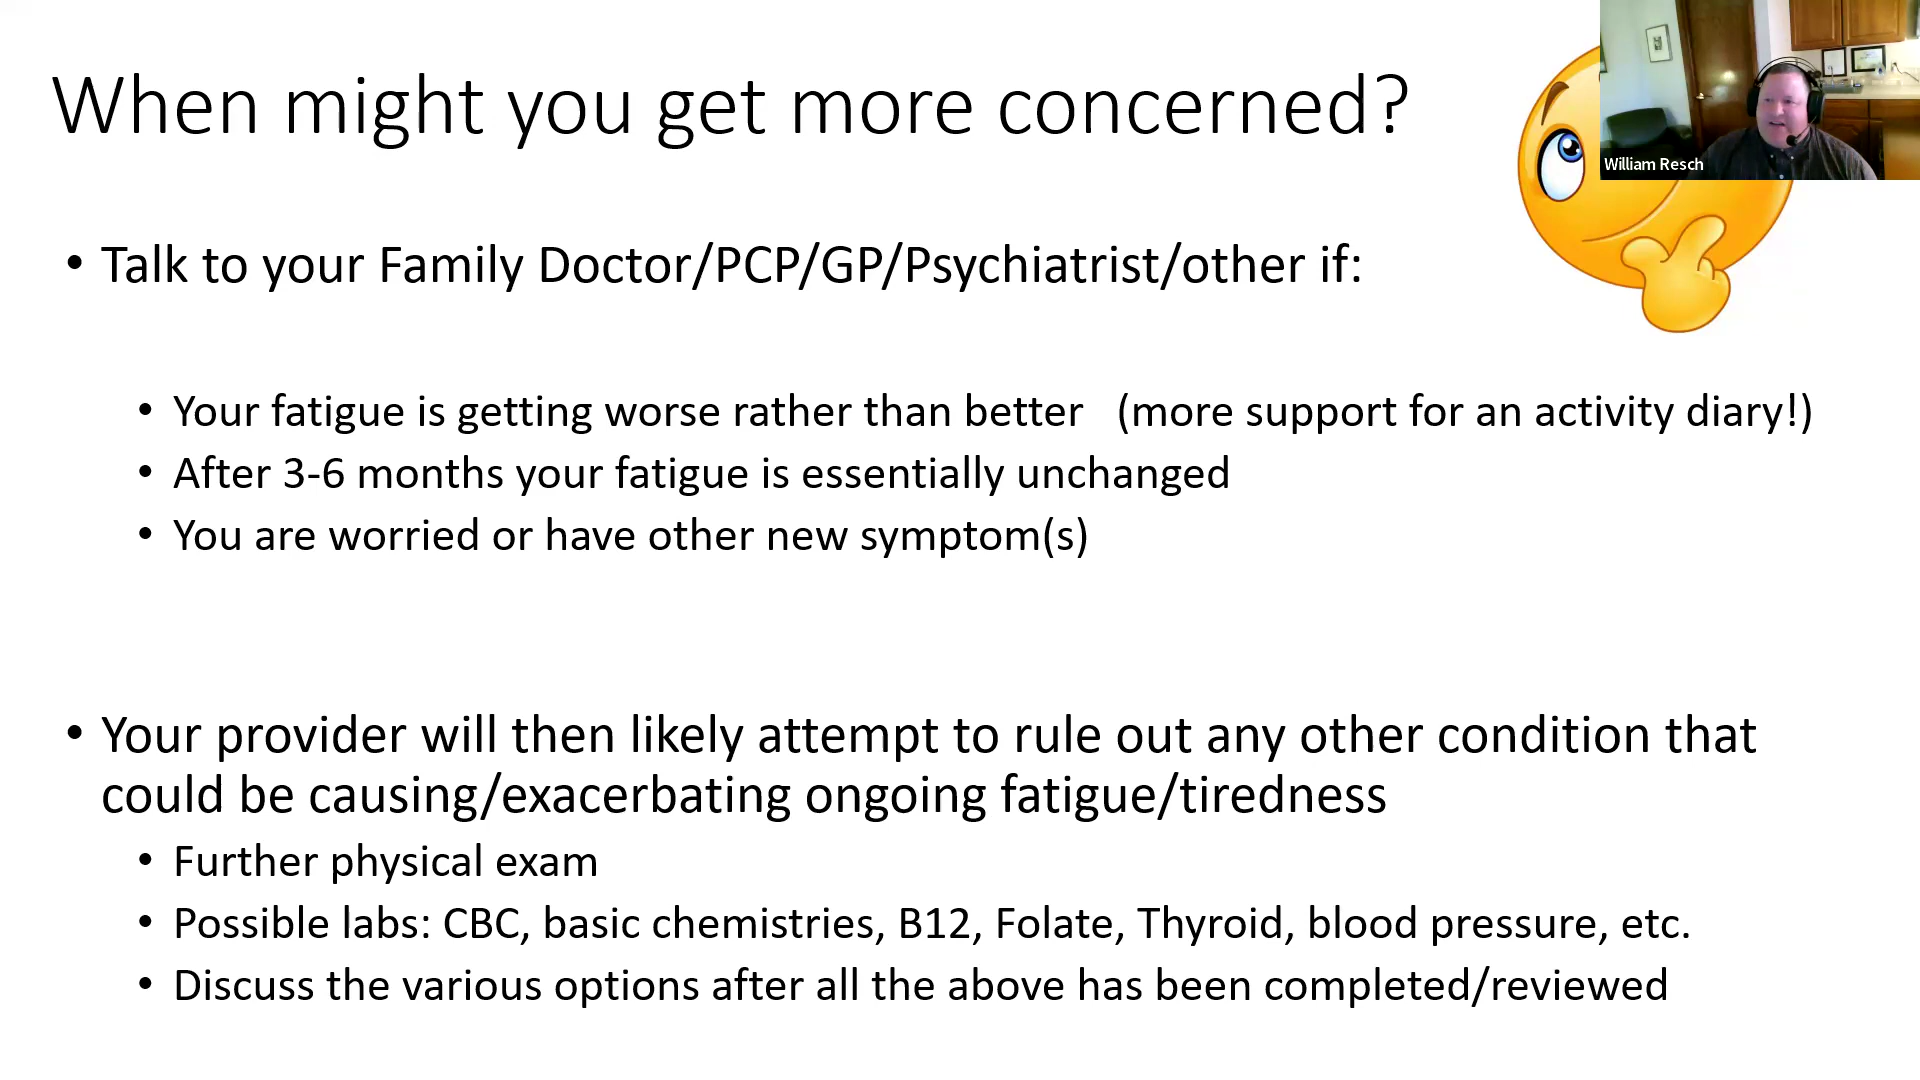 When might you get more concerned?
William Resch
• Talk to your Family Doctor/PCP/GP/Psychiatrist/other if:
• Your fatigue is getting worse rather than better (more support for an activity diary!)
• After 3-6 months your fatigue is essentially unchanged
• You are worried or have other new symptom(s)
• Your provider will then likely attempt to rule out any other condition that
could be causing/exacerbating ongoing fatigue/tiredness
• Further physical exam
• Possible labs: CBC, basic chemistries, B12, Folate, Thyroid, blood pressure, etc.
• Discuss the various options after all the above has been completed/reviewed